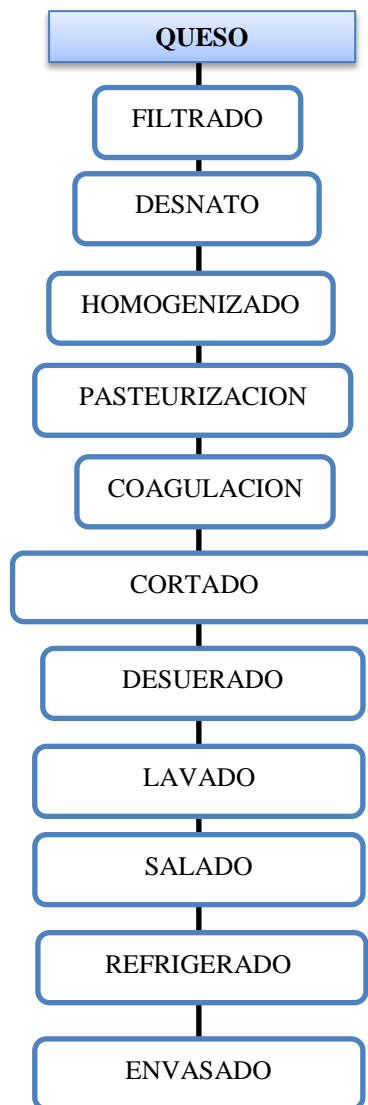 QUESO
FILTRADO
DESNATO
HOMOGENIZADO
PASTEURIZACION
COAGULACION
CORTADO
DESUERADO
LAVADO
SALADO
REFRIGERADO
ENVASADO